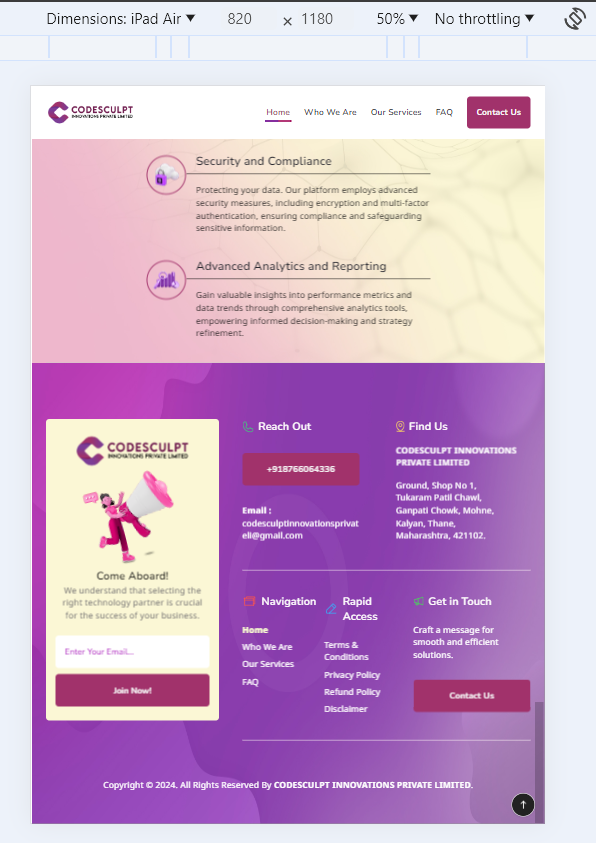 Dimensions: iPad Air ▼ 820 × 1180 50% ▼ No throttling ▼
CODESCULPT
INNOVATIONS PRIVATE LIMITED
Home Who We Are Our Services FAQ Contact Us
Security and Compliance
Protecting your data. Our platform employs advanced
security measures, including encryption and multi-factor
authentication, ensuring compliance and safeguarding
sensitive information.
Advanced Analytics and Reporting
Gain valuable insights into performance metrics and
data trends through comprehensive analytics tools,
empowering informed decision-making and strategy
refinement.
CODESCULPT
INNOVATIONS PRIVATE LIMITED
Come Aboard!
We understand that selecting the
right technology partner is crucial
for the success of your business.
Enter Your Email...
Join Now!
Reach Out
+918766064336
Email :
codesculptinnovationsprivat
ell@gmail.com
Find Us
CODESCULPT INNOVATIONS
PRIVATE LIMITED
Ground, Shop No 1,
Tukaram Patil Chawl,
Ganpati Chowk, Mohne,
Kalyan, Thane,
Maharashtra, 421102.
Navigation
Home
Who We Are
Our Services
FAQ
Rapid
Access
Terms &
Conditions
Privacy Policy
Refund Policy
Disclaimer
Get in Touch
Craft a message for
smooth and efficient
solutions.
Contact Us
Copyright © 2024. All Rights Reserved By CODESCULPT INNOVATIONS PRIVATE LIMITED.